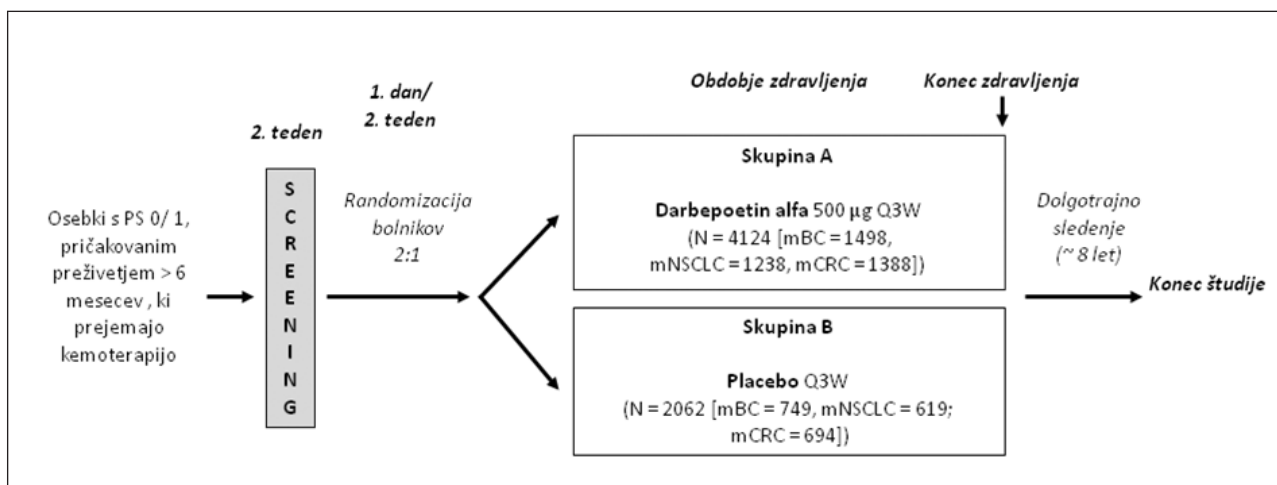 Osebki s PS 0/ 1,
pričakovanim
preživetjem > 6
mesecev , ki
prejemajo
kemoterapijo
2. teden
S
C
R
E
E
N
I
N
G
1. dan/
2. teden
Randomizacija
bolnikov
2:1
Obdobje zdravljenja
Konec zdravljenja
Skupina A
Darbepoetin alfa 500 µg Q3W
(N = 4124 [mBC = 1498,
mNSCLC = 1238, mCRC = 1388])
Skupina B
Placebo Q3W
(N = 2062 [mBC = 749, mNSCLC = 619;
mCRC = 694])
Dolgotrajno
sledenje
(~ 8 let)
Konec študije